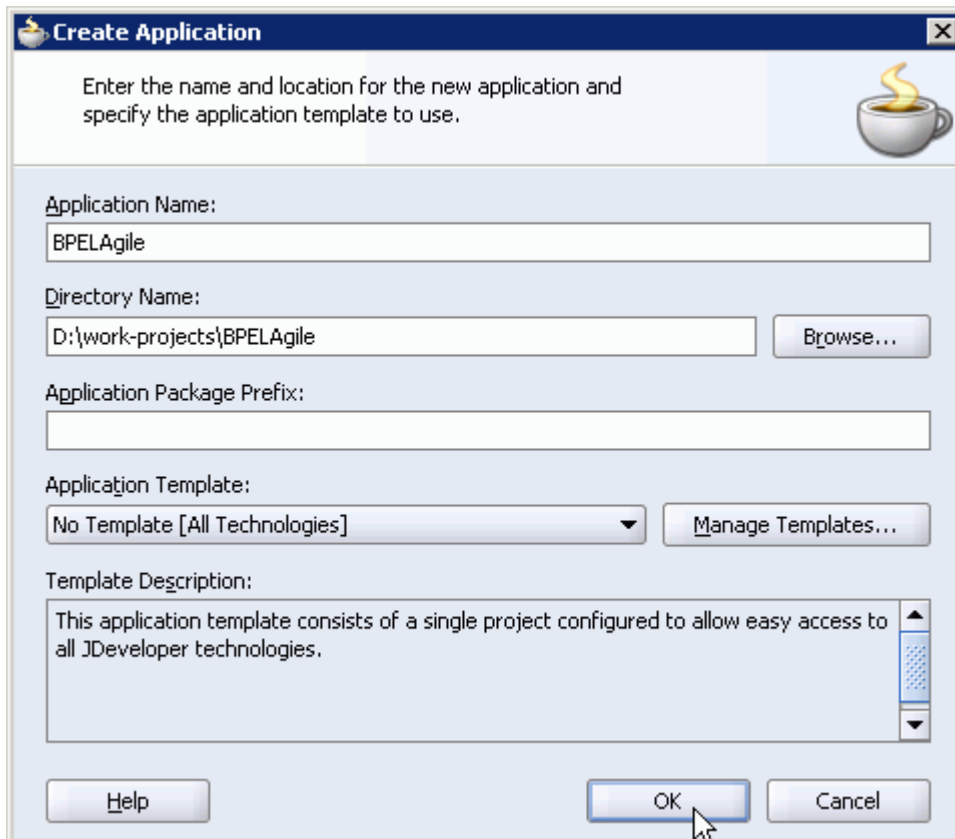 Create Application
Enter the name and location for the new application and
specify the application template to use.
Application Name:
BPELAgile
Directory Name:
D:\work-projects\BPELAgile
Browse...
Application Package Prefix:
Application Template:
No Template [All Technologies]
Manage Templates...
Template Description:
This application template consists of a single project configured to allow easy access to
all JDeveloper technologies.
Help
OK
Cancel